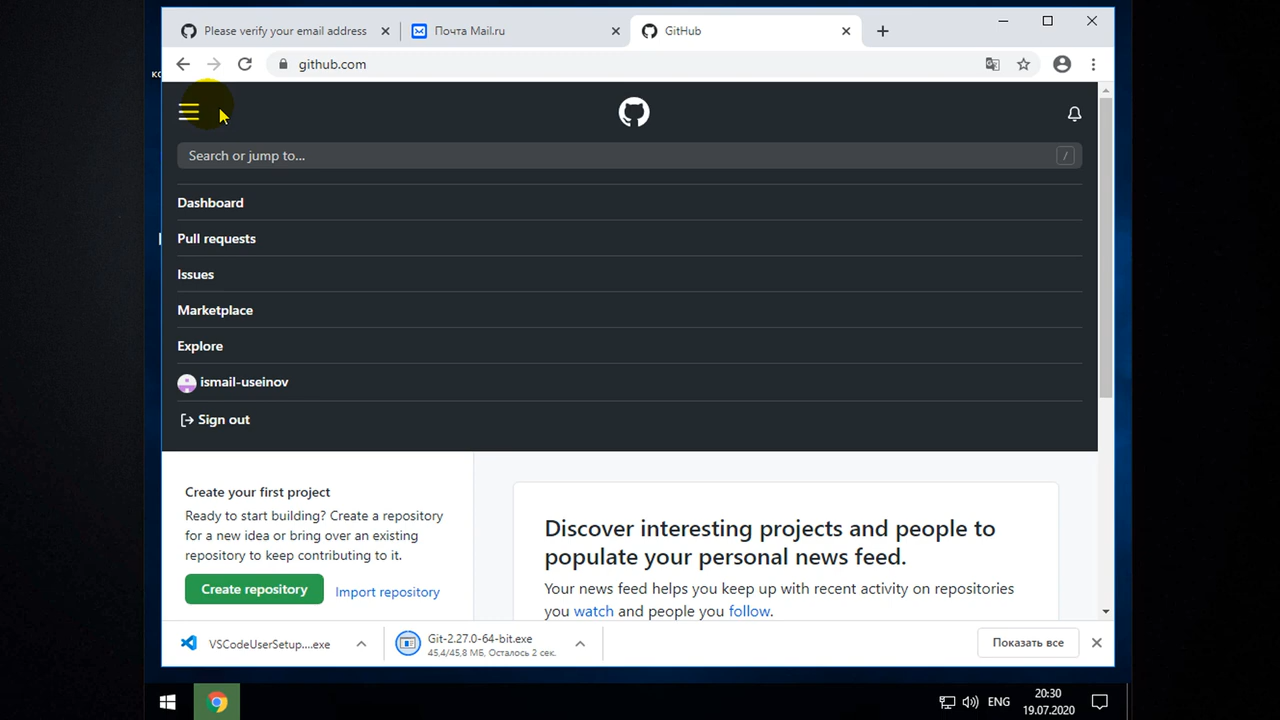 Please verify your email address
Почта Mail.ru
GitHub
github.com
Search or jump to...
/
Dashboard
Pull requests
Issues
Marketplace
Explore
ismail-useinov
Sign out
Create your first project
Ready to start building? Create a repository
for a new idea or bring over an existing
repository to keep contributing to it.
Create repository
Import repository
Discover interesting projects and people to
populate your personal news feed.
Your news feed helps you keep up with recent activity on repositories
you watch and people you follow.
VSCodeUserSetup....exe
Git-2.27.0-64-bit.exe
45,4/45,8 МБ, Осталось 2 сек.
Показать все
ENG
20:30
19.07.2020